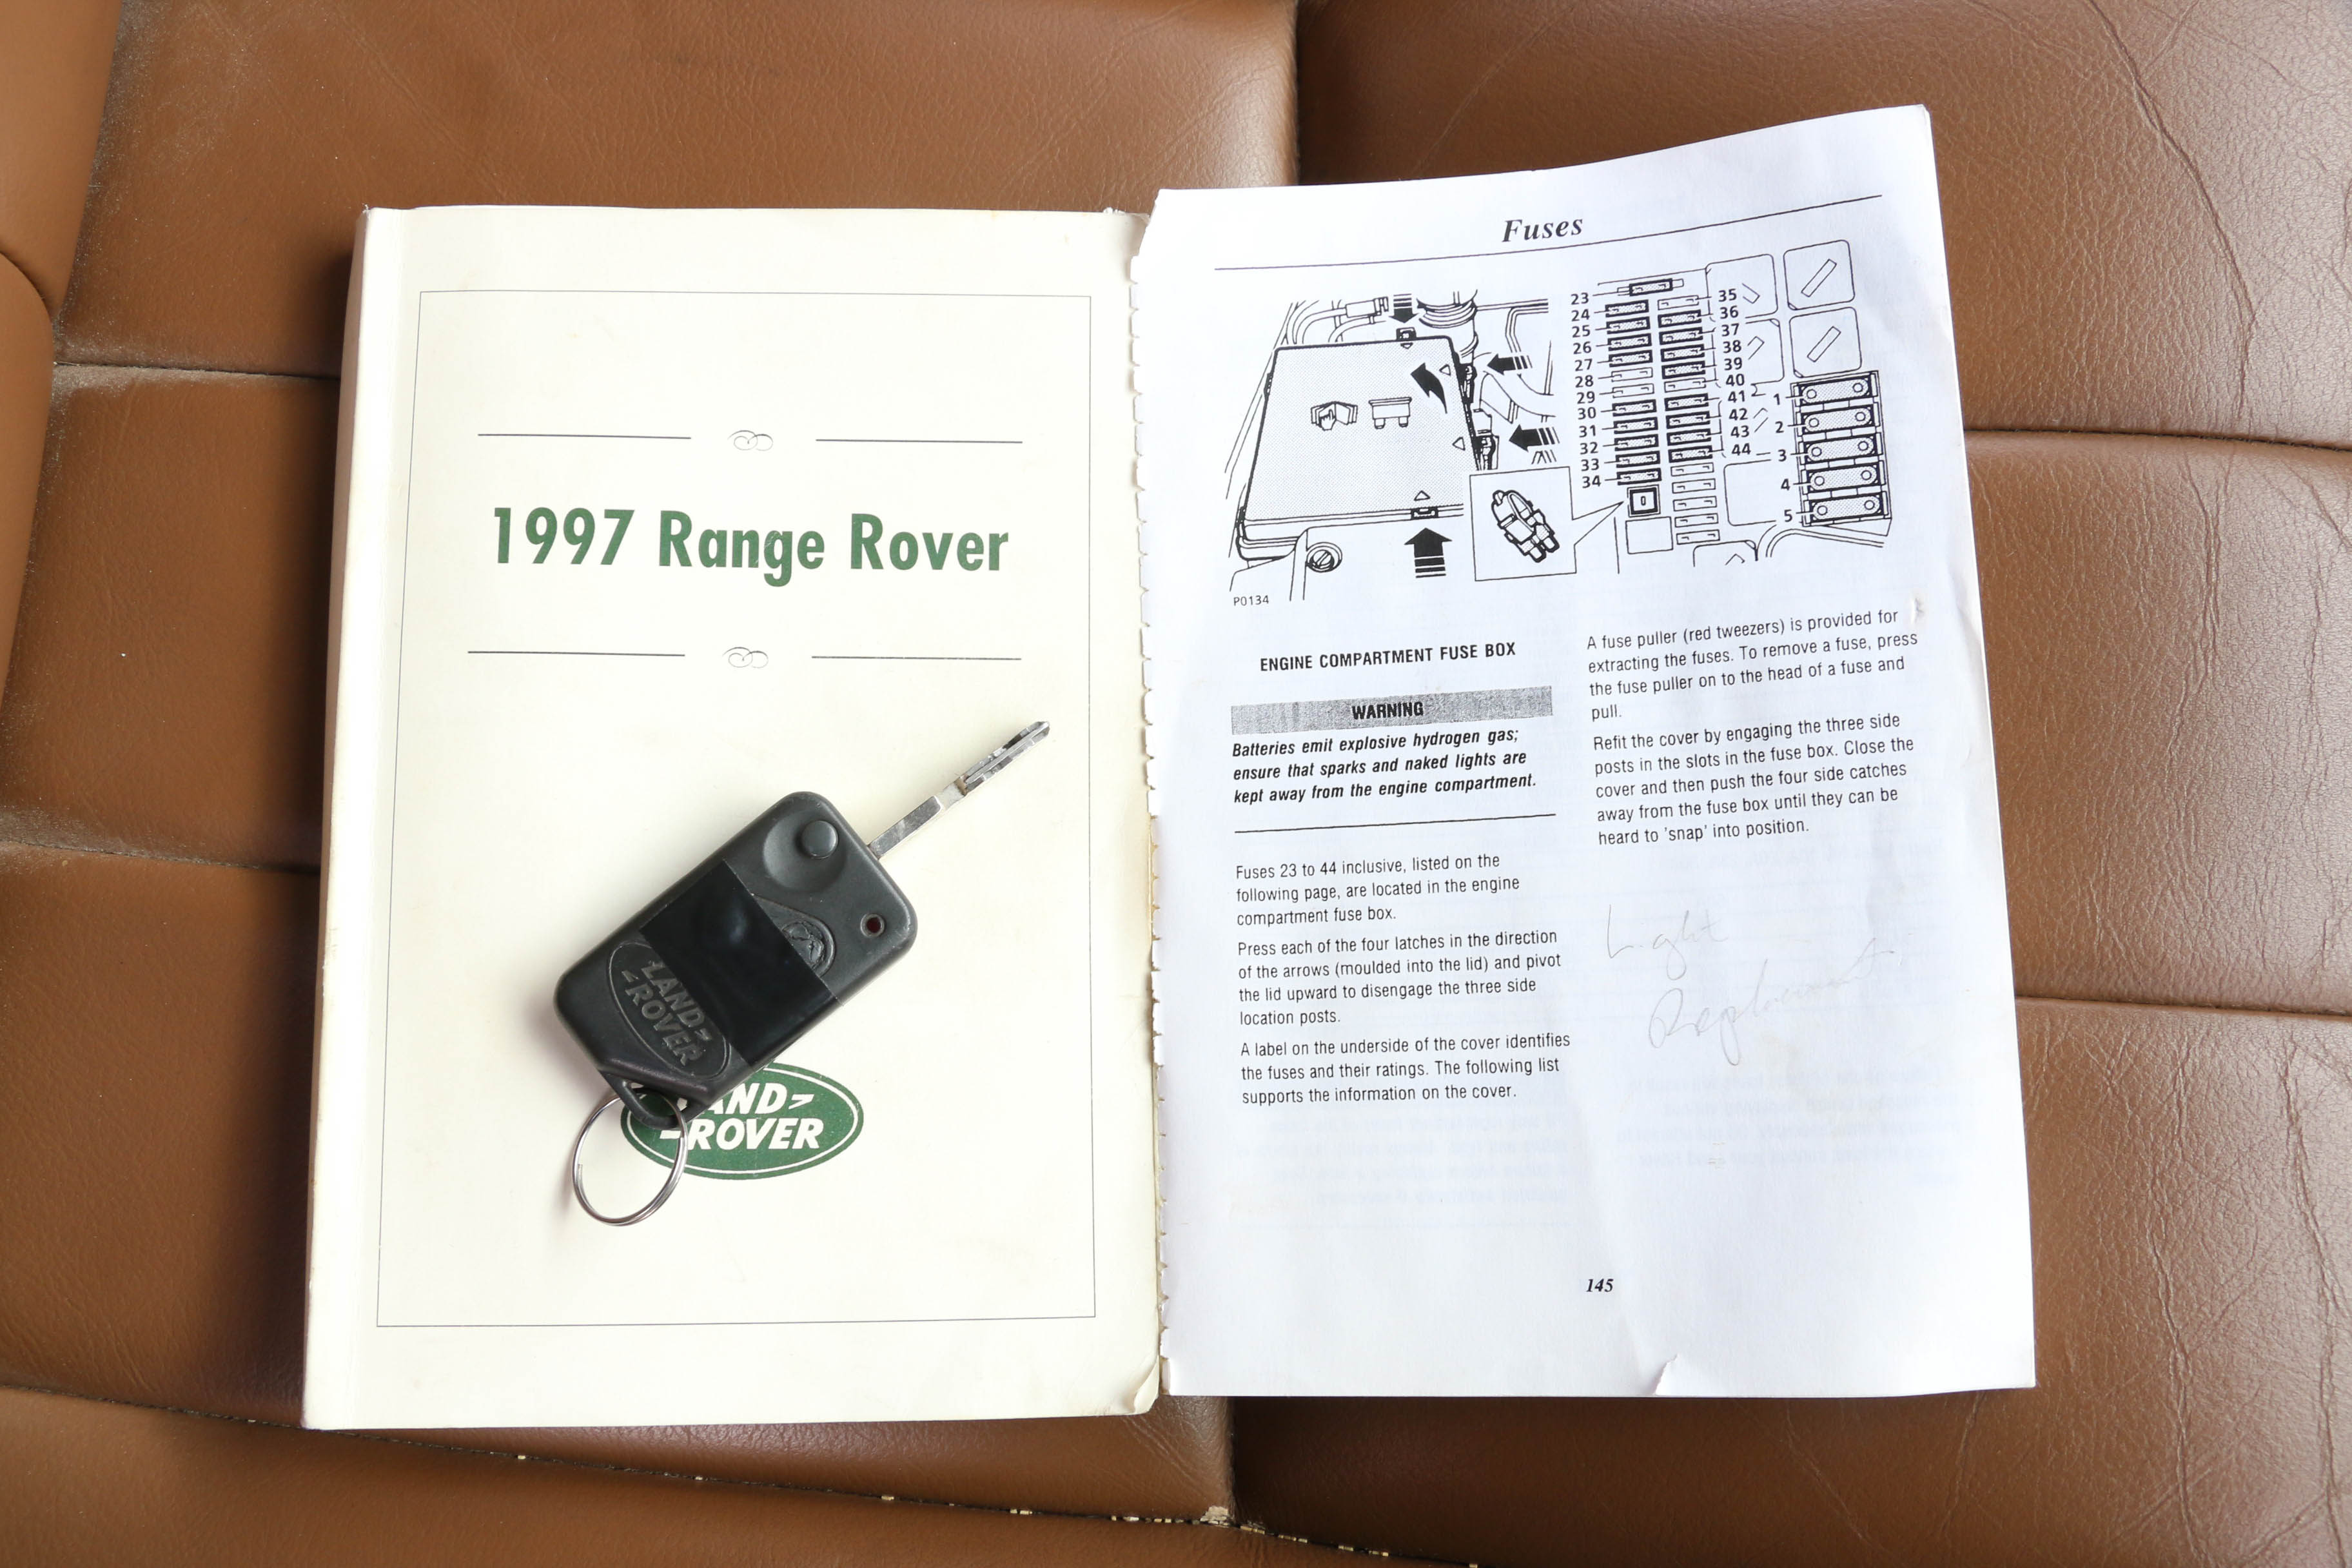 1997 Range Rover
LAND
ROVER
AND
ROVER
Fuses
23
24
25
26
27
28
29
30
31
32
33
34
35
36
37
38
39
40
41
42
43
44
1
2
3
4
5
P0134
ENGINE COMPARTMENT FUSE BOX
WARNING
Batteries emit explosive hydrogen gas;
ensure that sparks and naked lights are
kept away from the engine compartment.
Fuses 23 to 44 inclusive, listed on the
following page, are located in the engine
compartment fuse box.
Press each of the four latches in the direction
of the arrows (moulded into the lid) and pivot
the lid upward to disengage the three side
location posts.
A label on the underside of the cover identifies
the fuses and their ratings. The following list
supports the information on the cover.
A fuse puller (red tweezers) is provided for
extracting the fuses. To remove a fuse, press
the fuse puller on to the head of a fuse and
pull.
Refit the cover by engaging the three side
posts in the slots in the fuse box. Close the
cover and then push the four side catches
away from the fuse box until they can be
heard to 'snap' into position.
Light
Replacement
145